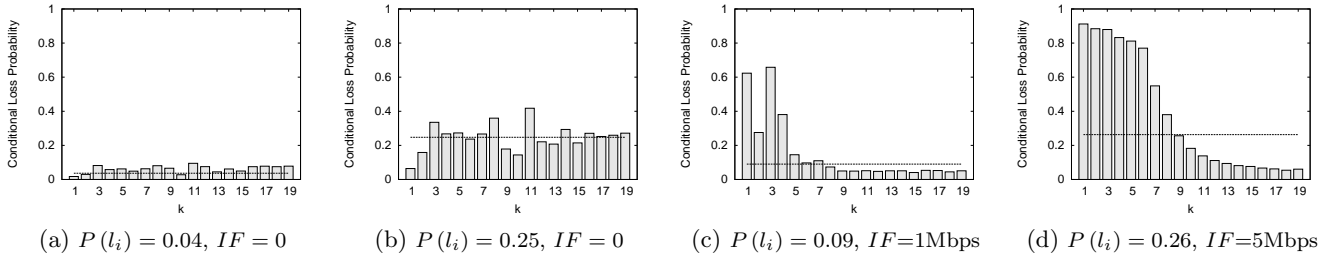 1
0.8
0.6
0.4
0.2
0
Conditional Loss Probability
1 3 5 7 9 11 13 15 17 19
k
(a) P (l_i) = 0.04, IF = 0
1
0.8
0.6
0.4
0.2
0
Conditional Loss Probability
1 3 5 7 9 11 13 15 17 19
k
(b) P (l_i) = 0.25, IF = 0
1
0.8
0.6
0.4
0.2
0
Conditional Loss Probability
1 3 5 7 9 11 13 15 17 19
k
(c) P (l_i) = 0.09, IF=1Mbps
1
0.8
0.6
0.4
0.2
0
Conditional Loss Probability
1 3 5 7 9 11 13 15 17 19
k
(d) P (l_i) = 0.26, IF=5Mbps